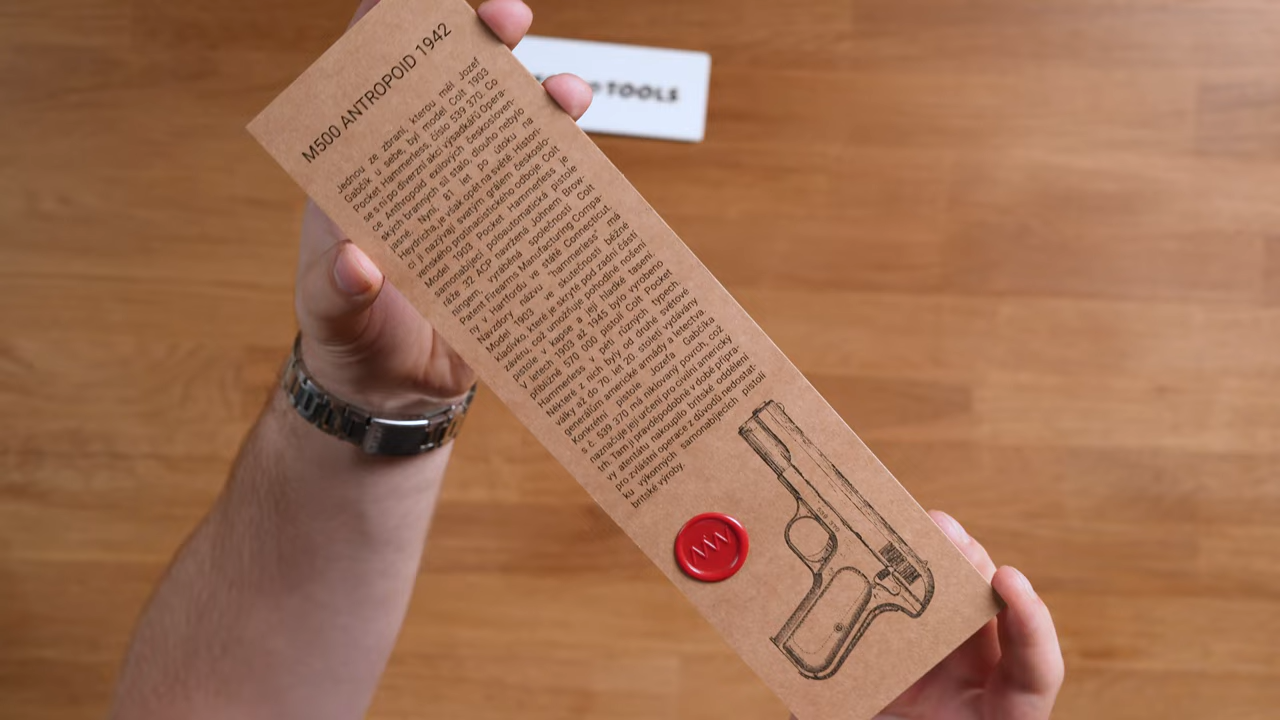 M500 ANTROPOID 1942
Jednou ze zbraní, kterou měl Jozef
Gabčík u sebe, byl model Colt 1903
Pocket Hammerless, číslo 539 370. Co
se s ní po diverzní akci výsadkářů Opera-
ce Anthropoid exilových českosloven-
ských branných sil stalo, dlouho nebylo
jasné. Nyní, 81 let po útoku na
Heydricha, je však opět na světě. Histori-
ci ji nazývají svatým grálem českoslo-
venského protinacistického odboje. Colt
Model 1903 Pocket Hammerless je
samonabíjecí poloautomatická pistole
ráže .32 ACP navržená Johnem Brow-
ningem, vyráběná společností Colt
Patent Firearms Manufacturing Compa-
ny v Hartfordu ve státě Connecticut.
Navzdory názvu "hammerless" má
Model 1903 ve skutečnosti běžné
kladívko, které je skryté pod zadní částí
závěru, což umožňuje pohodlné nošení
pistole v kapse a její hladké tasení.
V letech 1903 až 1945 bylo vyrobeno
přibližně 570 000 pistolí Colt Pocket
Hammerless v pěti různých typech.
Některé z nich byly od druhé světové
války až do 70. let 20. století vydávány
generálům americké armády a letectva.
Konkrétní pistole Jozefa Gabčíka
s č. 539 370 má niklovaný povrch, což
naznačuje její určení pro civilní americký
trh. Tam ji pravděpodobně v době přípra-
vy atentátu nakoupilo britské oddělení
pro zvláštní operace z důvodů nedostat-
ku výkonných samonabíjecích pistolí
britské výroby.
TOOLS